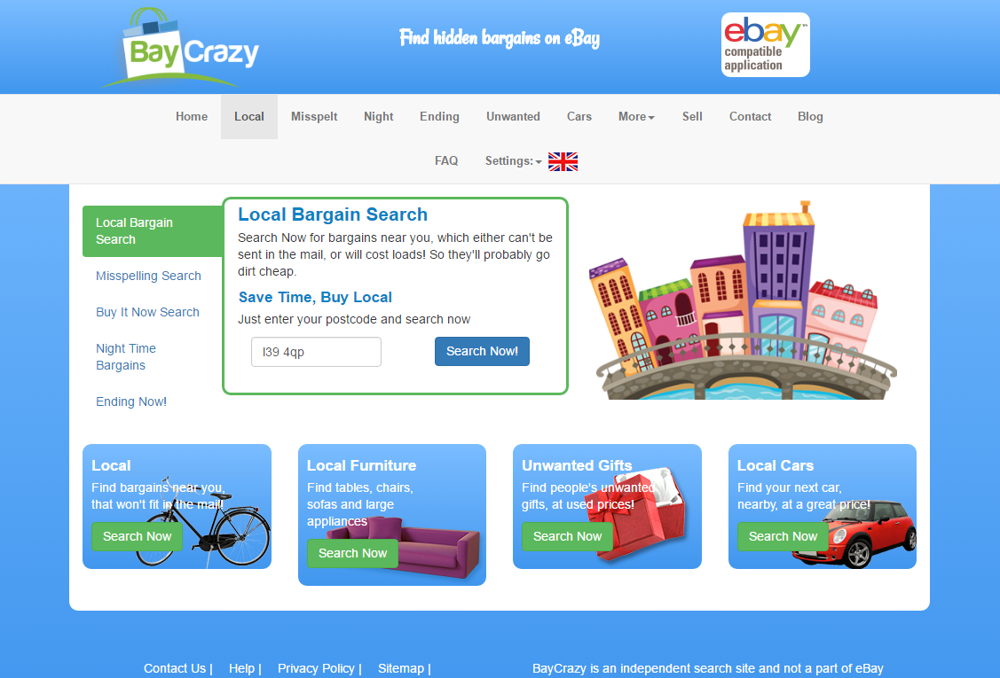 BayCrazy
Find hidden bargains on eBay
ebay™
compatible
application
Home Local Misspelt Night Ending Unwanted Cars More Sell Contact Blog
FAQ Settings:
Local Bargain
Search
Misspelling Search
Buy It Now Search
Night Time
Bargains
Ending Now!
Local Bargain Search
Search Now for bargains near you, which either can't be
sent in the mail, or will cost loads! So they'll probably go
dirt cheap.
Save Time, Buy Local
Just enter your postcode and search now
l39 4qp Search Now!
Local
Find bargains near you,
that won't fit in the mail!
Search Now
Local Furniture
Find tables, chairs,
sofas and large
appliances
Search Now
Unwanted Gifts
Find people's unwanted
gifts, at used prices!
Search Now
Local Cars
Find your next car,
nearby, at a great price!
Search Now
Contact Us | Help | Privacy Policy | Sitemap |
BayCrazy is an independent search site and not a part of eBay